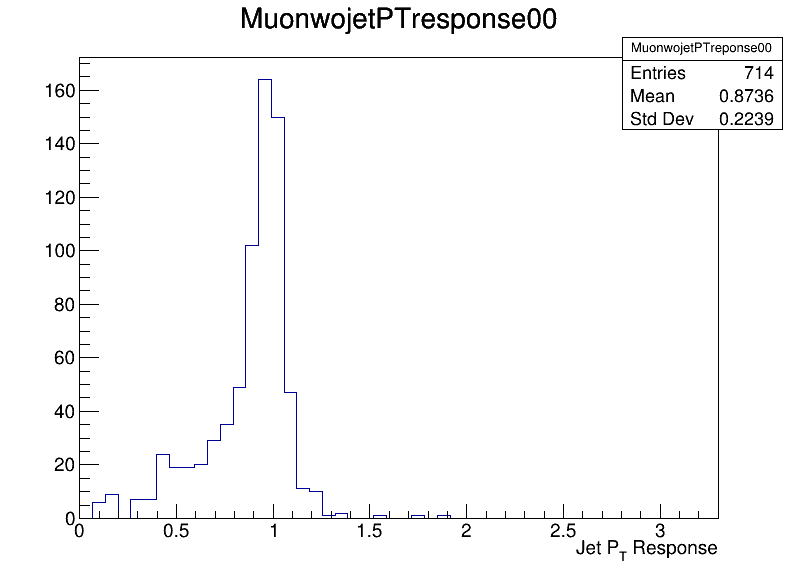 MuonwojetPTresponse00
MuonwojetPTreponse00
Entries 714
Mean 0.8736
Std Dev 0.2239
160
140
120
100
80
60
40
20
0
0 0.5 1 1.5 2 2.5 3
Jet PT Response